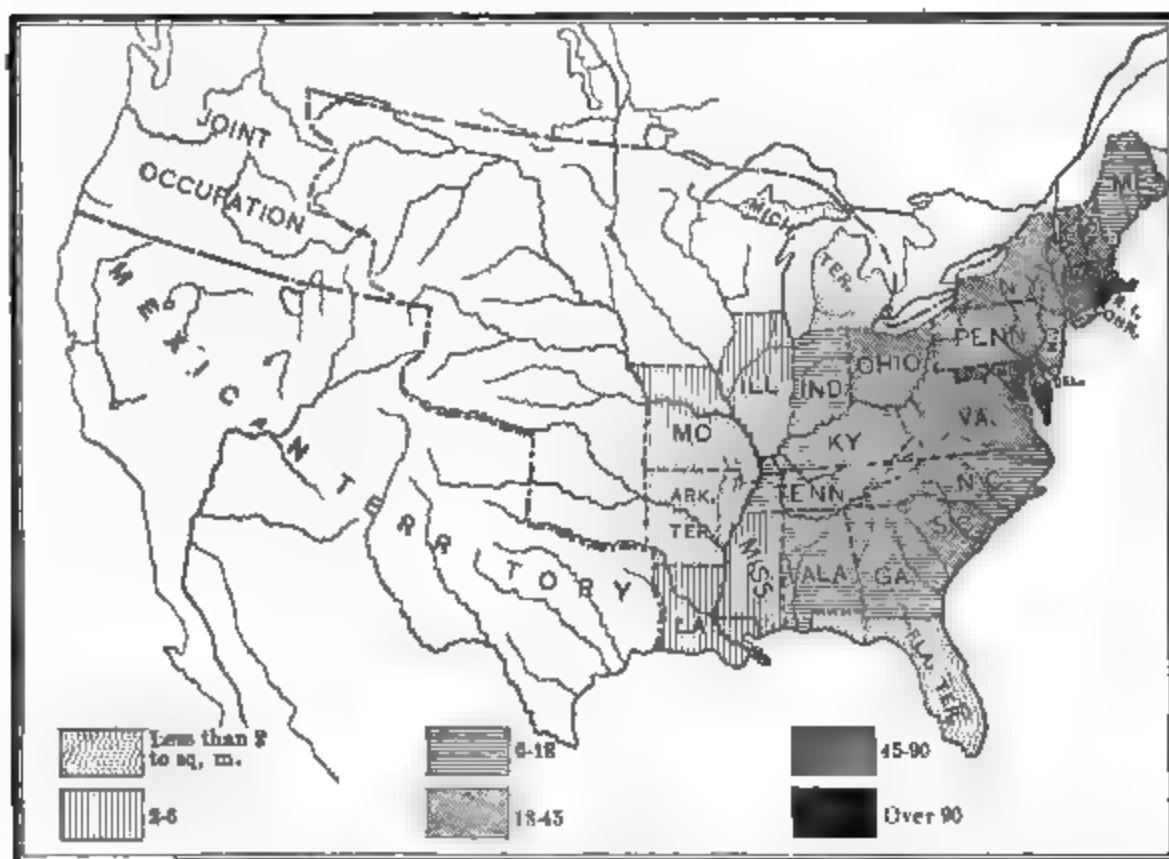 JOINT
OCCUPATION
MEXICAN TERRITORY
MICH.
TER.
ME.
N.Y.
CONN.
PENN
OHIO
IND.
ILL
DEL.
VA.
MO
KY
ARK.
TER.
TENN.
N.C.
S.C.
MISS
ALA
GA.
LA.
FLA. TER.
Less than 2
to sq. m.
2-6
6-18
18-45
45-90
Over 90